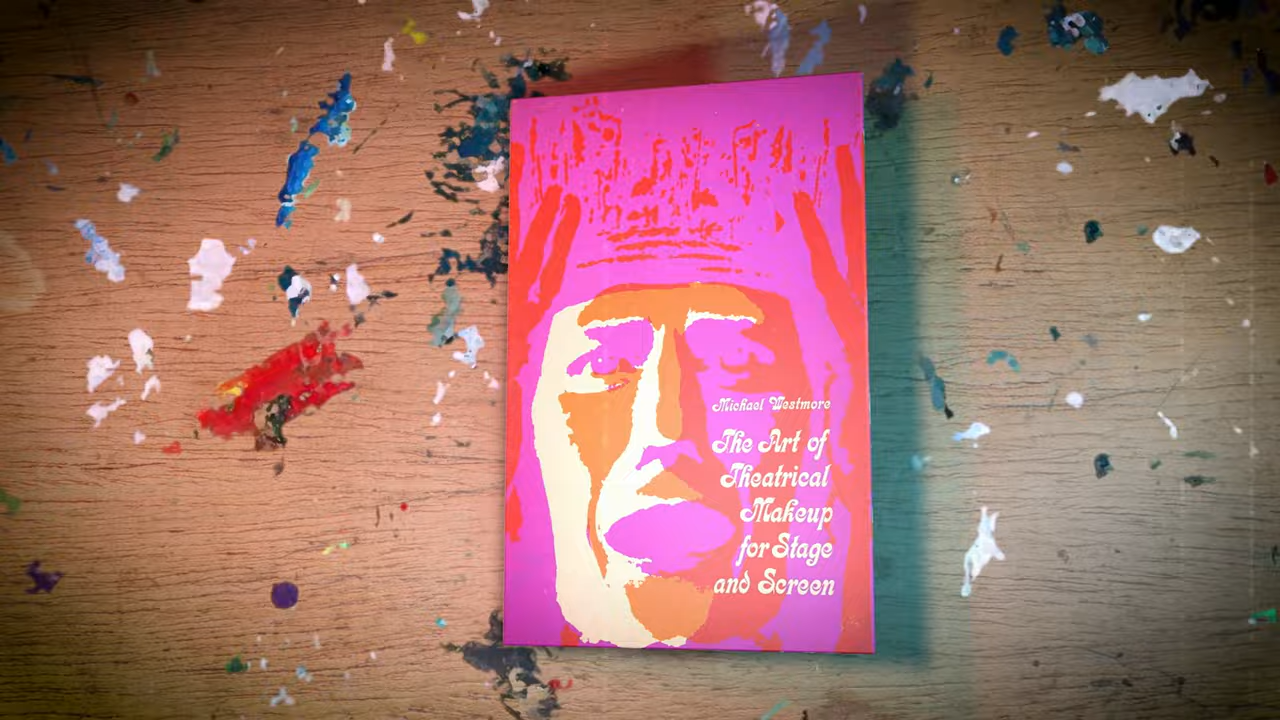 Michael Westmore
The Art of
Theatrical
Makeup
for Stage
and Screen